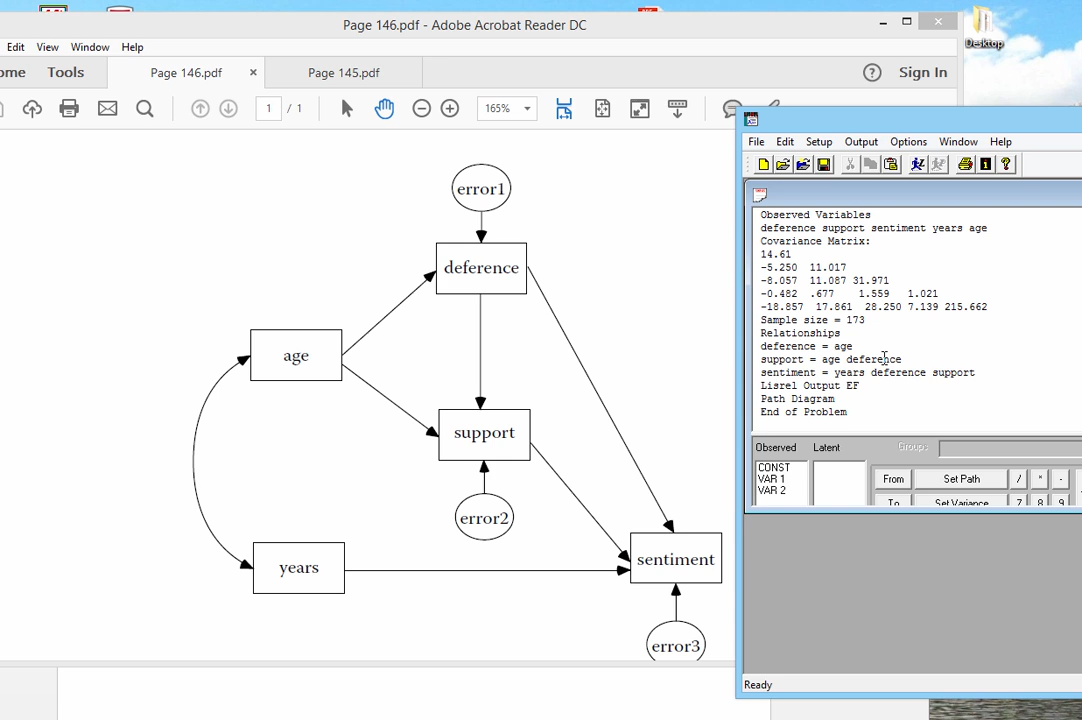 Page 146.pdf - Adobe Acrobat Reader DC
Edit View Window Help
ome Tools Page 146.pdf × Page 145.pdf ? Sign In
1 / 1 165%
error1
deference
age
support
error2
years
sentiment
error3
Desktop
File Edit Setup Output Options Window Help
Observed Variables
deference support sentiment years age
Covariance Matrix:
14.61
-5.250 11.017
-8.057 11.087 31.971
-0.482 .677 1.559 1.021
-18.857 17.861 28.250 7.139 215.662
Sample size = 173
Relationships
deference = age
support = age deference
sentiment = years deference support
Lisrel Output EF
Path Diagram
End of Problem
Observed Latent Groups
CONST
VAR 1
VAR 2
From Set Path / * -
To Set Variance 7 8 9
Ready